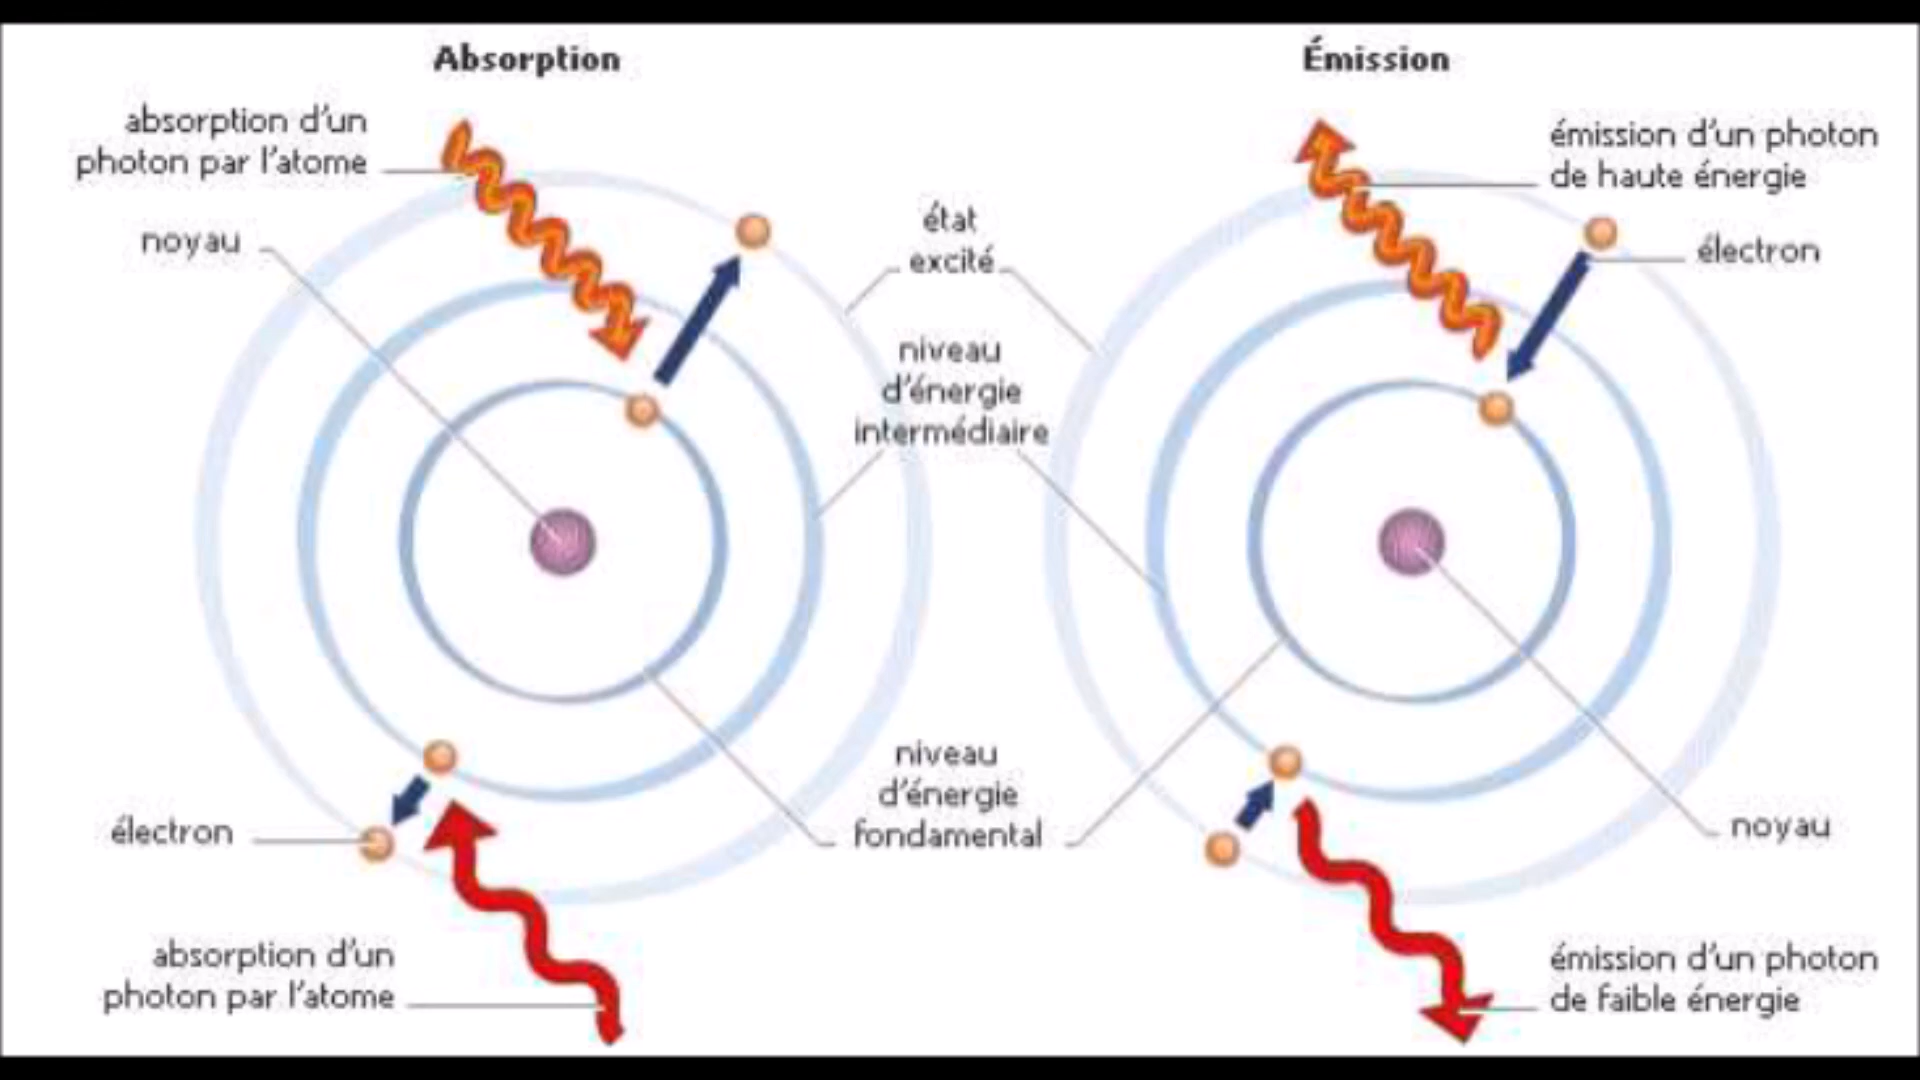 Absorption
absorption d'un
photon par l'atome
noyau
électron
absorption d'un
photon par l'atome
état
excité
niveau
d'énergie
intermédiaire
niveau
d'énergie
fondamental
Émission
émission d'un photon
de haute énergie
électron
noyau
émission d'un photon
de faible énergie